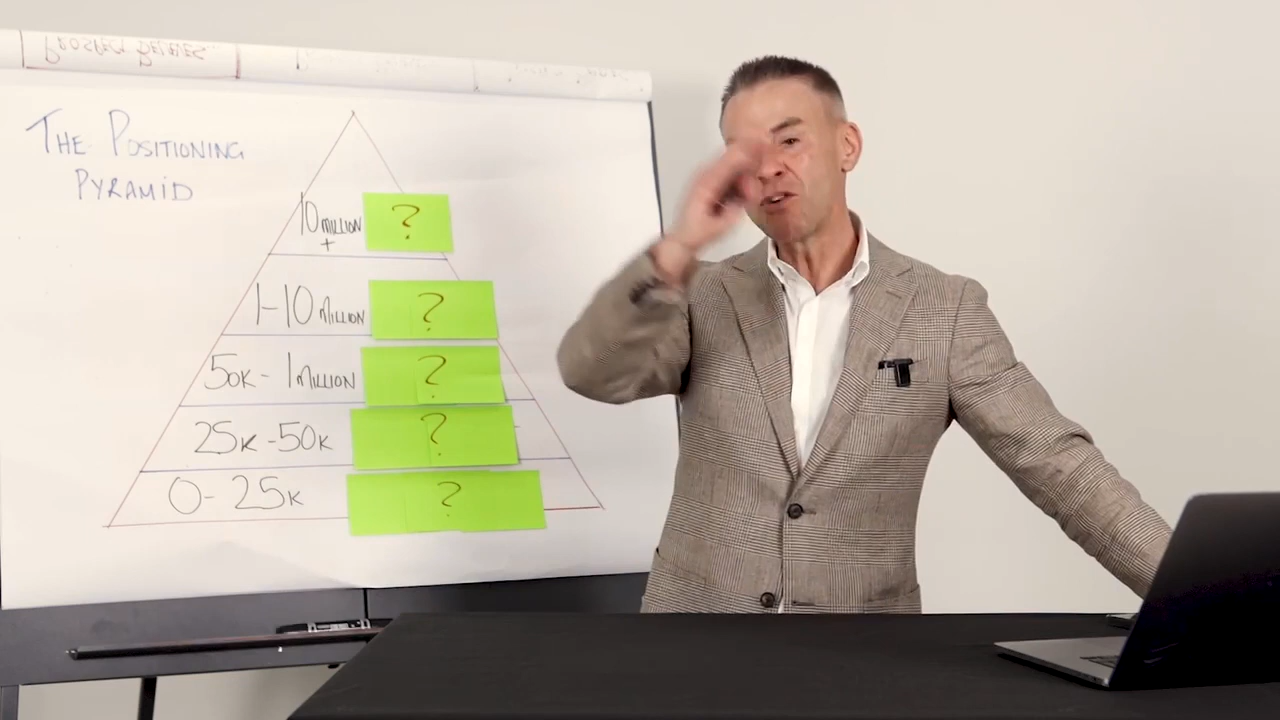 THE POSITIONING
PYRAMID
10 MILLION
+
?
1-10 MILLION
?
50K - 1 MILLION
?
25K - 50K
?
0 - 25K
?